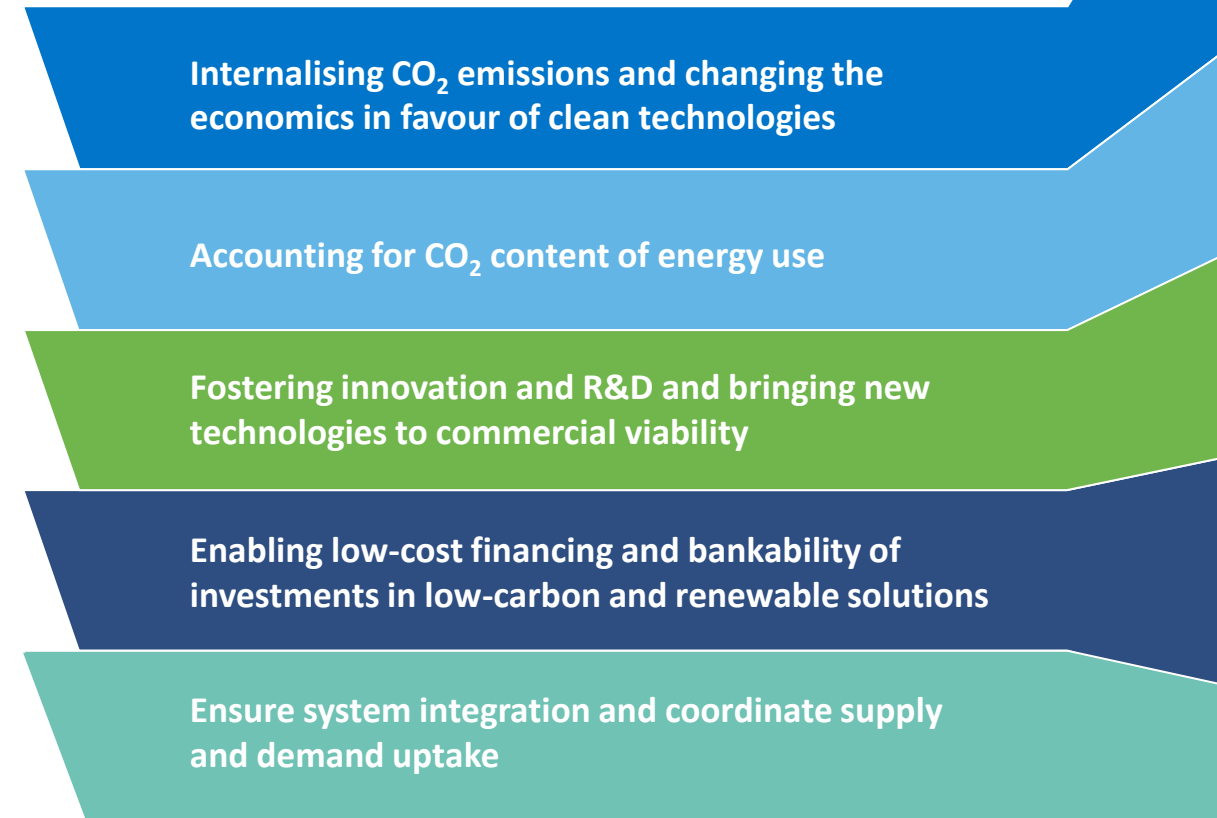 Internalising CO₂ emissions and changing the
economics in favour of clean technologies
Accounting for CO₂ content of energy use
Fostering innovation and R&D and bringing new
technologies to commercial viability
Enabling low-cost financing and bankability of
investments in low-carbon and renewable solutions
Ensure system integration and coordinate supply
and demand uptake